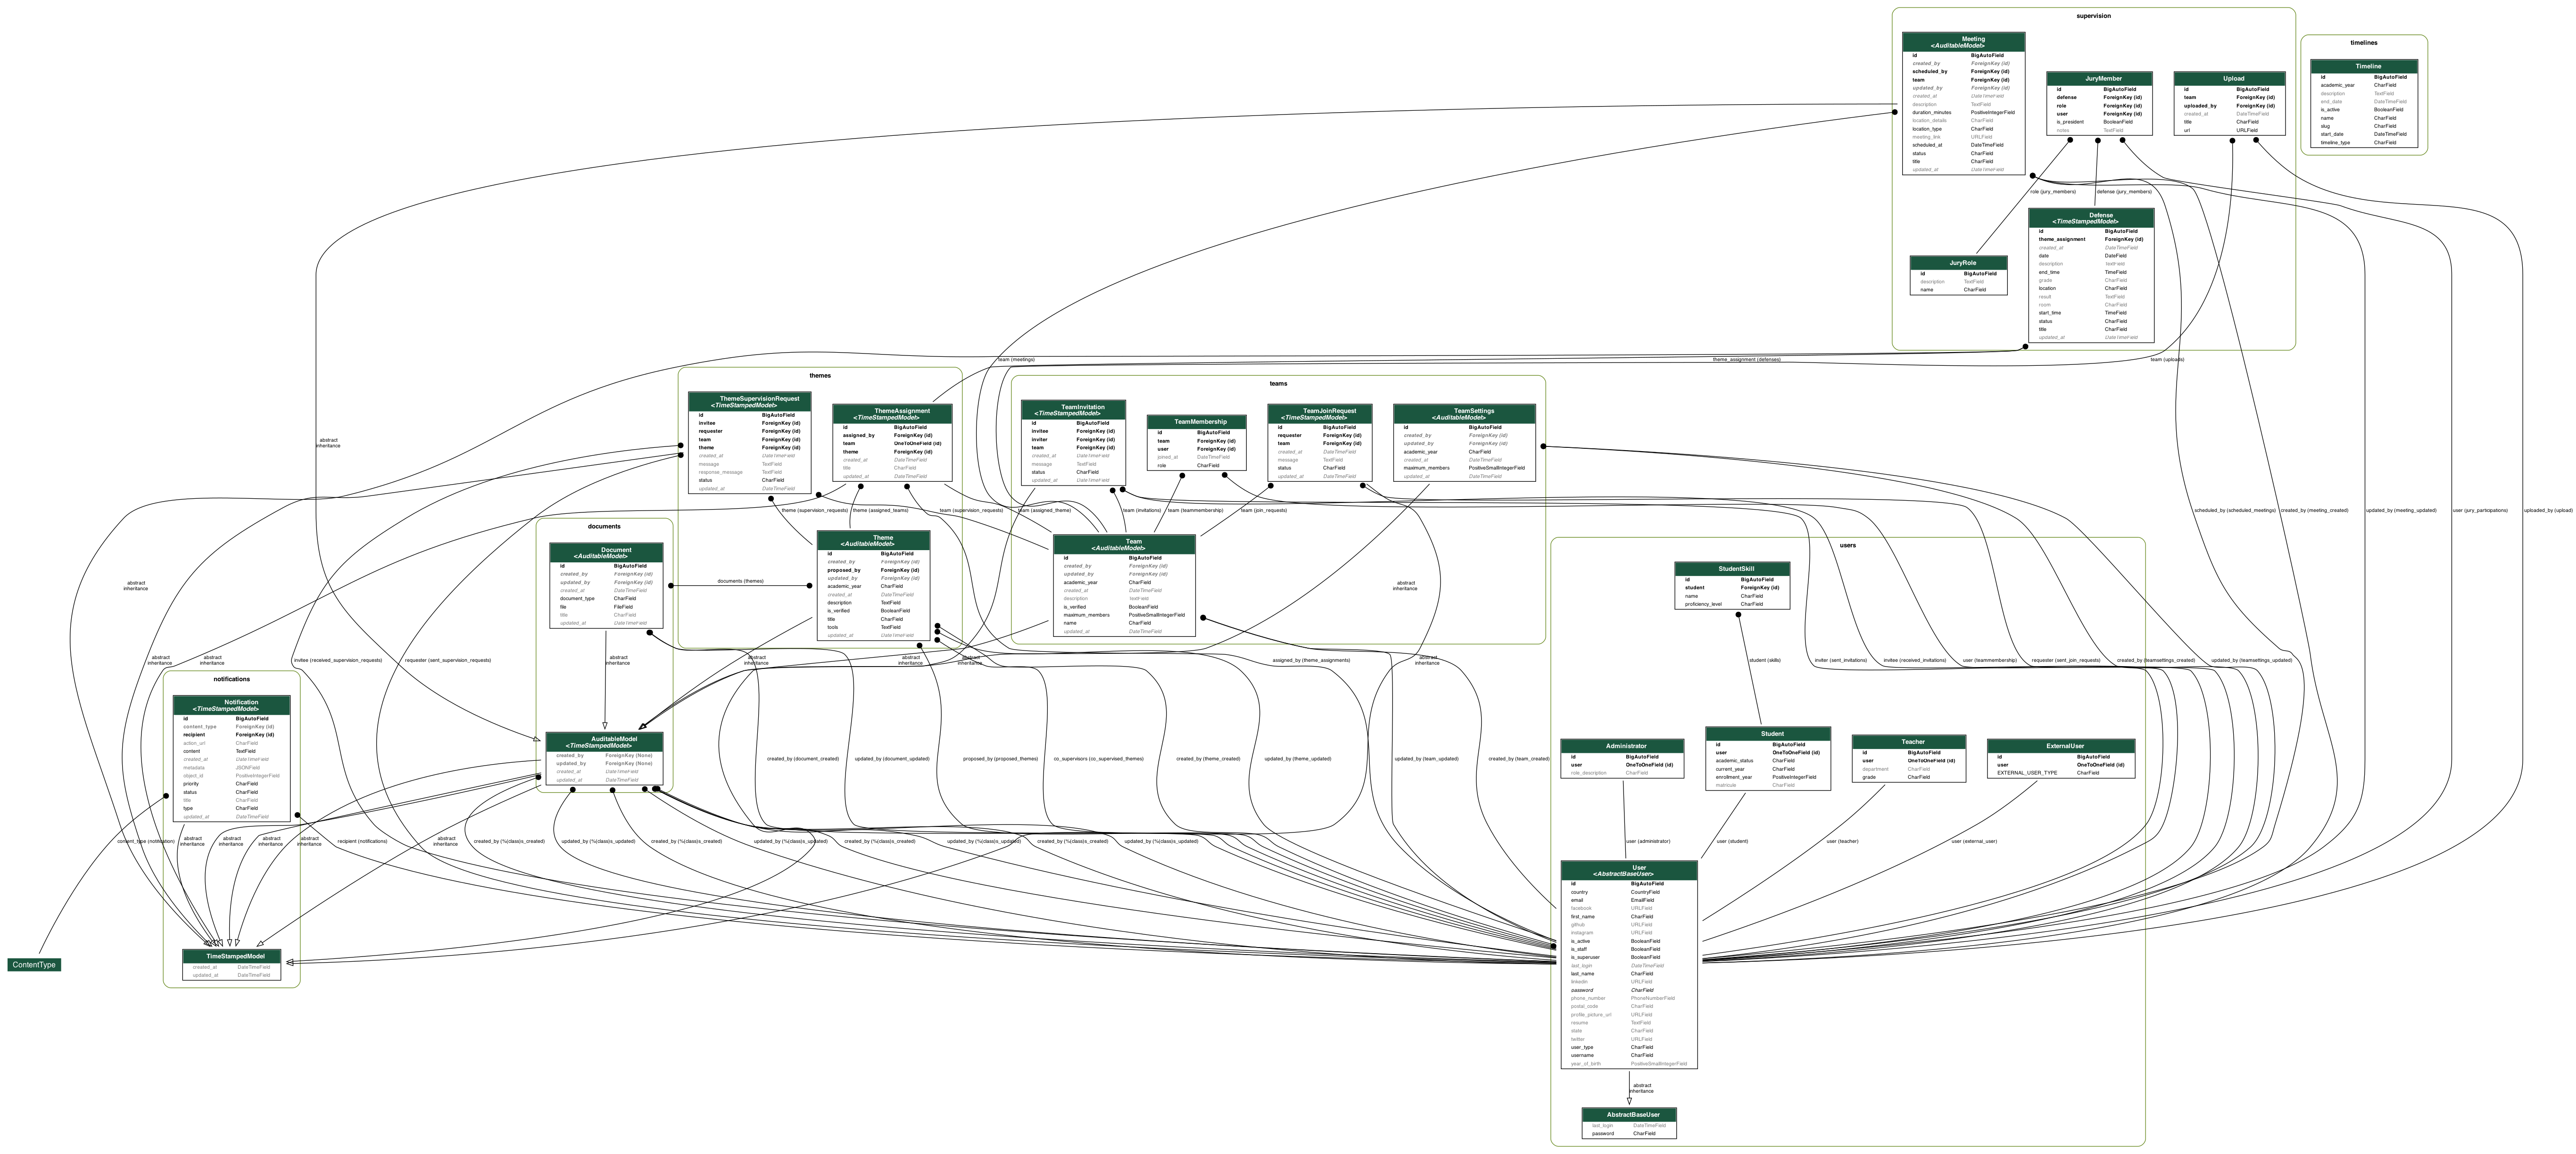 supervision
Meeting
<AuditableModel>
id BigAutoField
created_by ForeignKey (id)
scheduled_by ForeignKey (id)
team ForeignKey (id)
updated_by ForeignKey (id)
created_at DateTimeField
description TextField
duration_minutes PositiveIntegerField
location_details CharField
location_type CharField
meeting_link URLField
scheduled_at DateTimeField
status CharField
title CharField
updated_at DateTimeField
JuryMember
id BigAutoField
defense ForeignKey (id)
role ForeignKey (id)
user ForeignKey (id)
is_president BooleanField
notes TextField
Upload
id BigAutoField
team ForeignKey (id)
uploaded_by ForeignKey (id)
created_at DateTimeField
title CharField
url URLField
timelines
Timeline
id BigAutoField
academic_year CharField
description TextField
end_date DateTimeField
is_active BooleanField
name CharField
slug CharField
start_date DateTimeField
timeline_type CharField
role (jury_members)
defense (jury_members)
Defense
<TimeStampedModel>
id BigAutoField
theme_assignment ForeignKey (id)
created_at DateTimeField
date DateField
description TextField
end_time TimeField
grade CharField
location CharField
result TextField
room CharField
start_time TimeField
status CharField
title CharField
updated_at DateTimeField
JuryRole
id BigAutoField
description TextField
name CharField
team (meetings)
theme_assignment (defenses)
team (uploads)
abstract
inheritance
themes
ThemeSupervisionRequest
<TimeStampedModel>
id BigAutoField
invitee ForeignKey (id)
requester ForeignKey (id)
team ForeignKey (id)
theme ForeignKey (id)
created_at DateTimeField
message TextField
response_message TextField
status CharField
updated_at DateTimeField
ThemeAssignment
<TimeStampedModel>
id BigAutoField
assigned_by ForeignKey (id)
team OneToOneField (id)
theme ForeignKey (id)
created_at DateTimeField
title CharField
updated_at DateTimeField
teams
TeamInvitation
<TimeStampedModel>
id BigAutoField
invitee ForeignKey (id)
inviter ForeignKey (id)
team ForeignKey (id)
created_at DateTimeField
message TextField
status CharField
updated_at DateTimeField
TeamMembership
id BigAutoField
team ForeignKey (id)
user ForeignKey (id)
joined_at DateTimeField
role CharField
TeamJoinRequest
<TimeStampedModel>
id BigAutoField
requester ForeignKey (id)
team ForeignKey (id)
created_at DateTimeField
message TextField
status CharField
updated_at DateTimeField
TeamSettings
<AuditableModel>
id BigAutoField
created_by ForeignKey (id)
updated_by ForeignKey (id)
academic_year CharField
created_at DateTimeField
maximum_members PositiveSmallIntegerField
updated_at DateTimeField
theme (supervision_requests)
theme (assigned_teams)
team (supervision_requests)
team (assigned_theme)
team (invitations)
team (teammembership)
team (join_requests)
scheduled_by (scheduled_meetings)
created_by (meeting_created)
updated_by (meeting_updated)
user (jury_participations)
uploaded_by (upload)
documents
Document
<AuditableModel>
id BigAutoField
created_by ForeignKey (id)
updated_by ForeignKey (id)
created_at DateTimeField
document_type CharField
file FileField
title CharField
updated_at DateTimeField
documents (themes)
Theme
<AuditableModel>
id BigAutoField
created_by ForeignKey (id)
proposed_by ForeignKey (id)
updated_by ForeignKey (id)
academic_year CharField
created_at DateTimeField
description TextField
is_verified BooleanField
title CharField
tools TextField
updated_at DateTimeField
Team
<AuditableModel>
id BigAutoField
created_by ForeignKey (id)
updated_by ForeignKey (id)
academic_year CharField
created_at DateTimeField
description TextField
is_verified BooleanField
maximum_members PositiveSmallIntegerField
name CharField
updated_at DateTimeField
abstract
inheritance
abstract
inheritance
users
StudentSkill
id BigAutoField
student ForeignKey (id)
name CharField
proficiency_level CharField
abstract
inheritance
abstract
inheritance
invitee (received_supervision_requests)
requester (sent_supervision_requests)
abstract
inheritance
abstract
inheritance
abstract
inheritance
abstract
inheritance
assigned_by (theme_assignments)
abstract
inheritance
student (skills)
inviter (sent_invitations)
invitee (received_invitations)
user (teammembership)
requester (sent_join_requests)
created_by (teamsettings_created)
updated_by (teamsettings_updated)
notifications
Notification
<TimeStampedModel>
id BigAutoField
content_type ForeignKey (id)
recipient ForeignKey (id)
action_url CharField
content TextField
created_at DateTimeField
metadata JSONField
object_id PositiveIntegerField
priority CharField
status CharField
title CharField
type CharField
updated_at DateTimeField
AuditableModel
<TimeStampedModel>
created_by ForeignKey (None)
updated_by ForeignKey (None)
created_at DateTimeField
updated_at DateTimeField
created_by (document_created)
updated_by (document_updated)
proposed_by (proposed_themes)
co_supervisors (co_supervised_themes)
created_by (theme_created)
updated_by (theme_updated)
updated_by (team_updated)
created_by (team_created)
Administrator
id BigAutoField
user OneToOneField (id)
role_description CharField
Student
id BigAutoField
user OneToOneField (id)
academic_status CharField
current_year CharField
enrollment_year PositiveIntegerField
matricule CharField
Teacher
id BigAutoField
user OneToOneField (id)
department CharField
grade CharField
ExternalUser
id BigAutoField
user OneToOneField (id)
EXTERNAL_USER_TYPE CharField
content_type (notification)
abstract
inheritance
abstract
inheritance
abstract
inheritance
abstract
inheritance
recipient (notifications)
abstract
inheritance
created_by (%(class)s_created)
updated_by (%(class)s_updated)
created_by (%(class)s_created)
updated_by (%(class)s_updated)
created_by (%(class)s_created)
updated_by (%(class)s_updated)
created_by (%(class)s_created)
updated_by (%(class)s_updated)
user (administrator)
user (student)
user (teacher)
user (external_user)
User
<AbstractBaseUser>
id BigAutoField
country CountryField
email EmailField
facebook URLField
first_name CharField
github URLField
instagram URLField
is_active BooleanField
is_staff BooleanField
is_superuser BooleanField
last_login DateTimeField
last_name CharField
linkedin URLField
password CharField
phone_number PhoneNumberField
postal_code CharField
profile_picture_url URLField
resume TextField
state CharField
twitter URLField
user_type CharField
username CharField
year_of_birth PositiveSmallIntegerField
ContentType
TimeStampedModel
created_at DateTimeField
updated_at DateTimeField
abstract
inheritance
AbstractBaseUser
last_login DateTimeField
password CharField